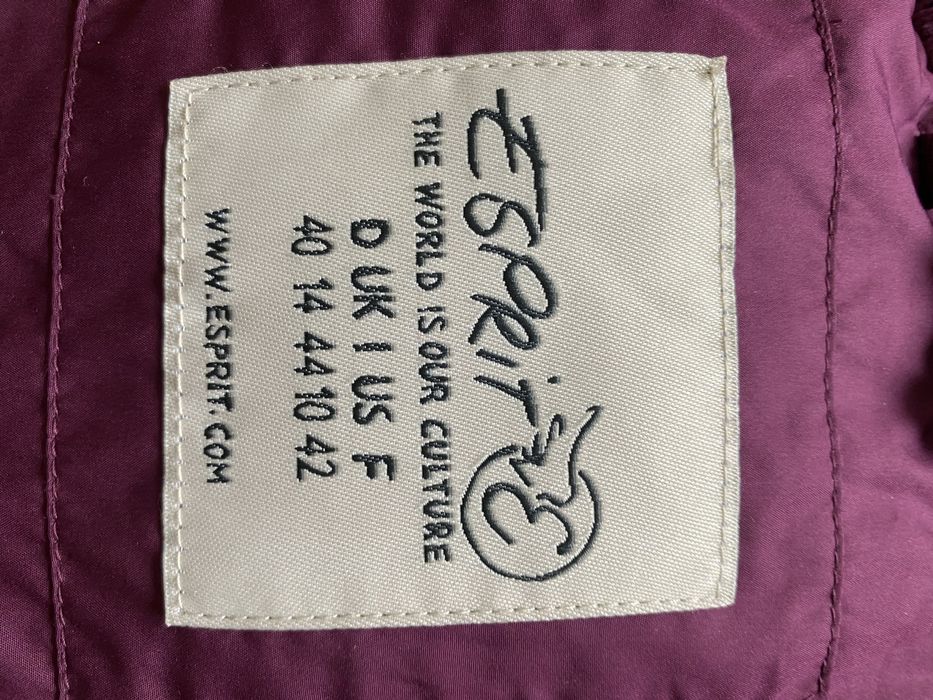 ESPRiT
THE WORLD IS OUR CULTURE
D UK I US F
40 14 44 10 42
WWW.ESPRIT.COM